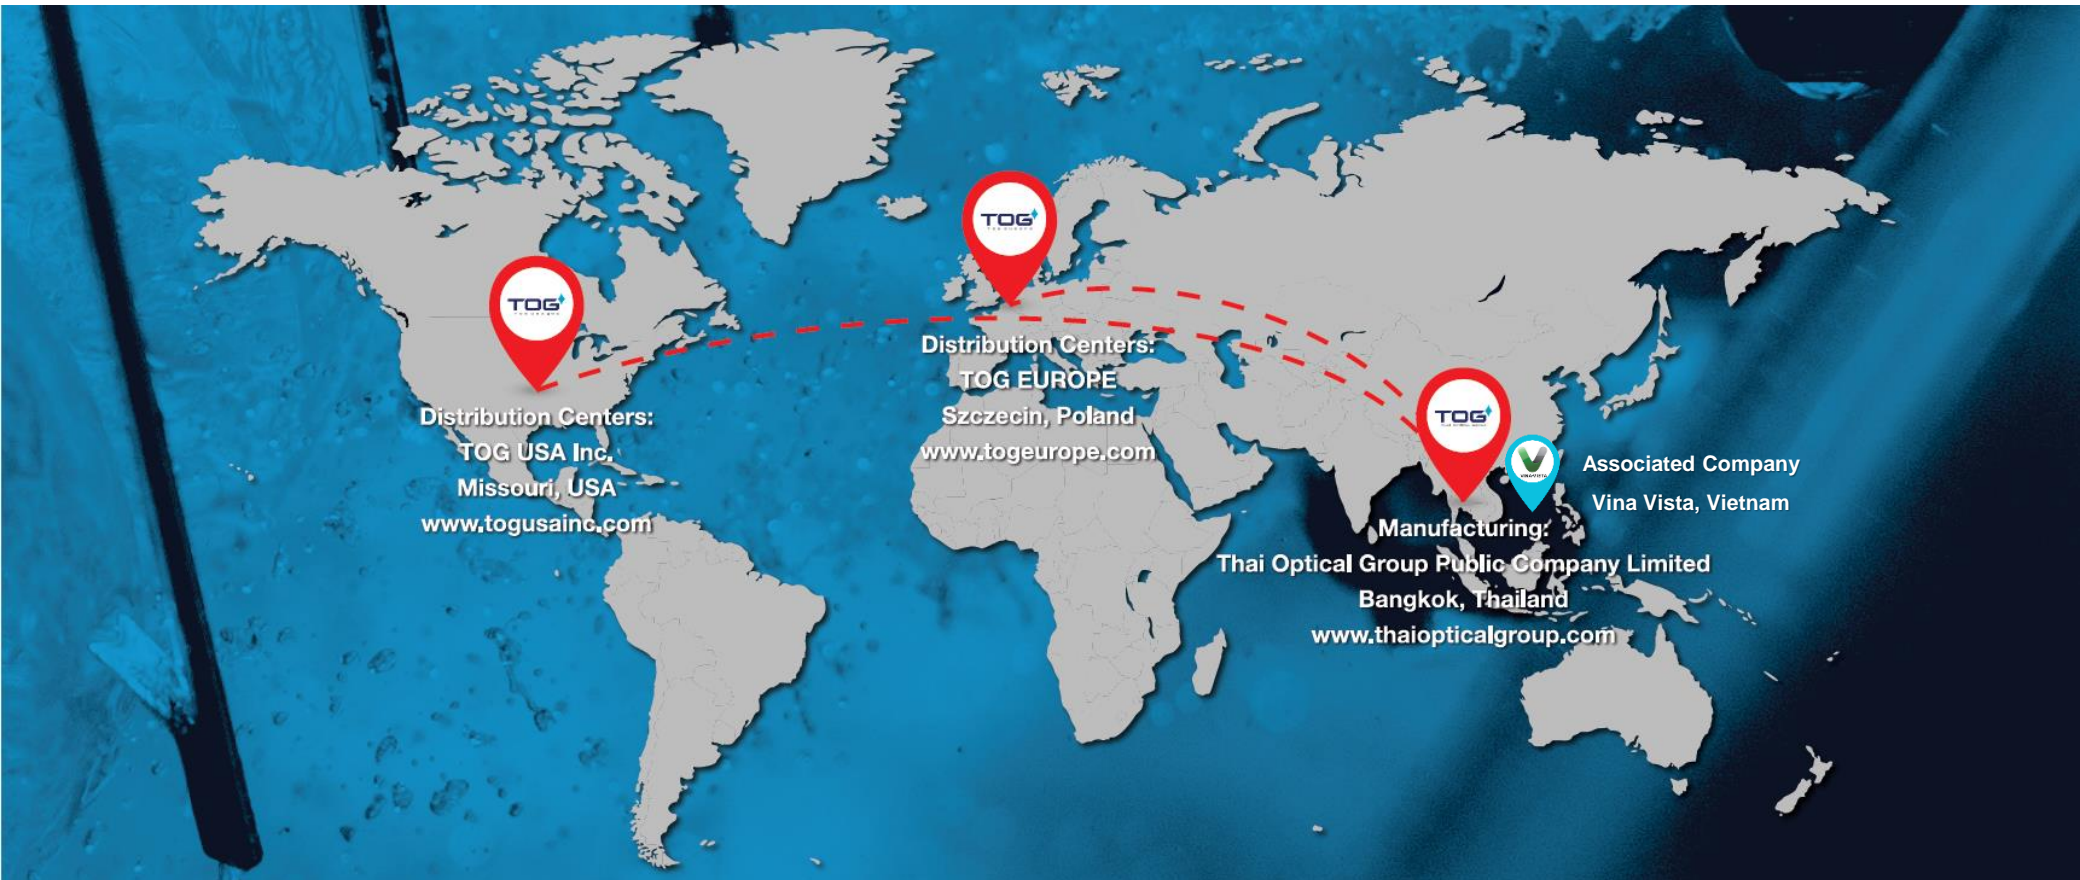 TOG
Distribution Centers:
TOG USA Inc.
Missouri, USA
www.togusainc.com
TOG
Distribution Centers:
TOG EUROPE
Szczecin, Poland
www.togeurope.com
TOG
Manufacturing:
Thai Optical Group Public Company Limited
Bangkok, Thailand
www.thaiopticalgroup.com
VINAVISTA
Associated Company
Vina Vista, Vietnam